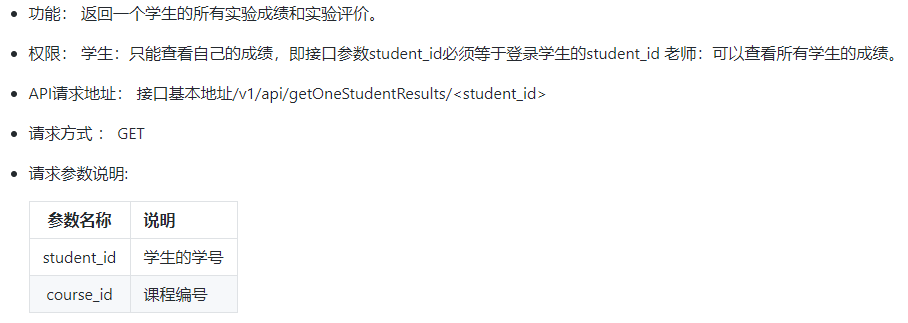 功能： 返回一个学生的所有实验成绩和实验评价。
权限： 学生：只能查看自己的成绩，即接口参数student_id必须等于登录学生的student_id 老师：可以查看所有学生的成绩。
API请求地址： 接口基本地址/v1/api/getOneStudentResults/<student_id>
请求方式 ： GET
请求参数说明:
参数名称 说明
student_id 学生的学号
course_id 课程编号